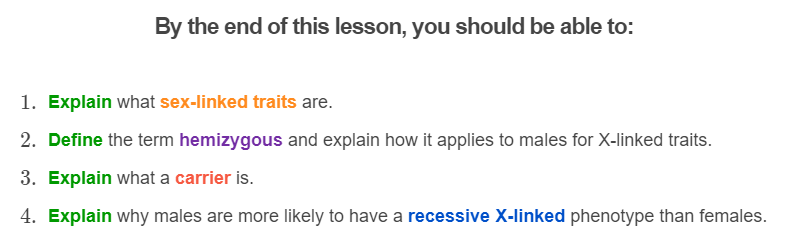 By the end of this lesson, you should be able to:
1. Explain what sex-linked traits are.
2. Define the term hemizygous and explain how it applies to males for X-linked traits.
3. Explain what a carrier is.
4. Explain why males are more likely to have a recessive X-linked phenotype than females.